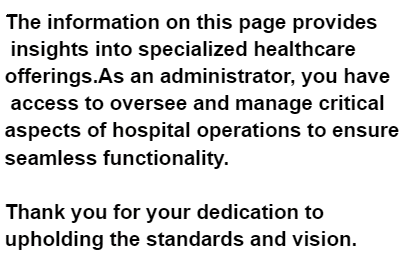 The information on this page provides
insights into specialized healthcare
offerings.As an administrator, you have
access to oversee and manage critical
aspects of hospital operations to ensure
seamless functionality.
Thank you for your dedication to
upholding the standards and vision.